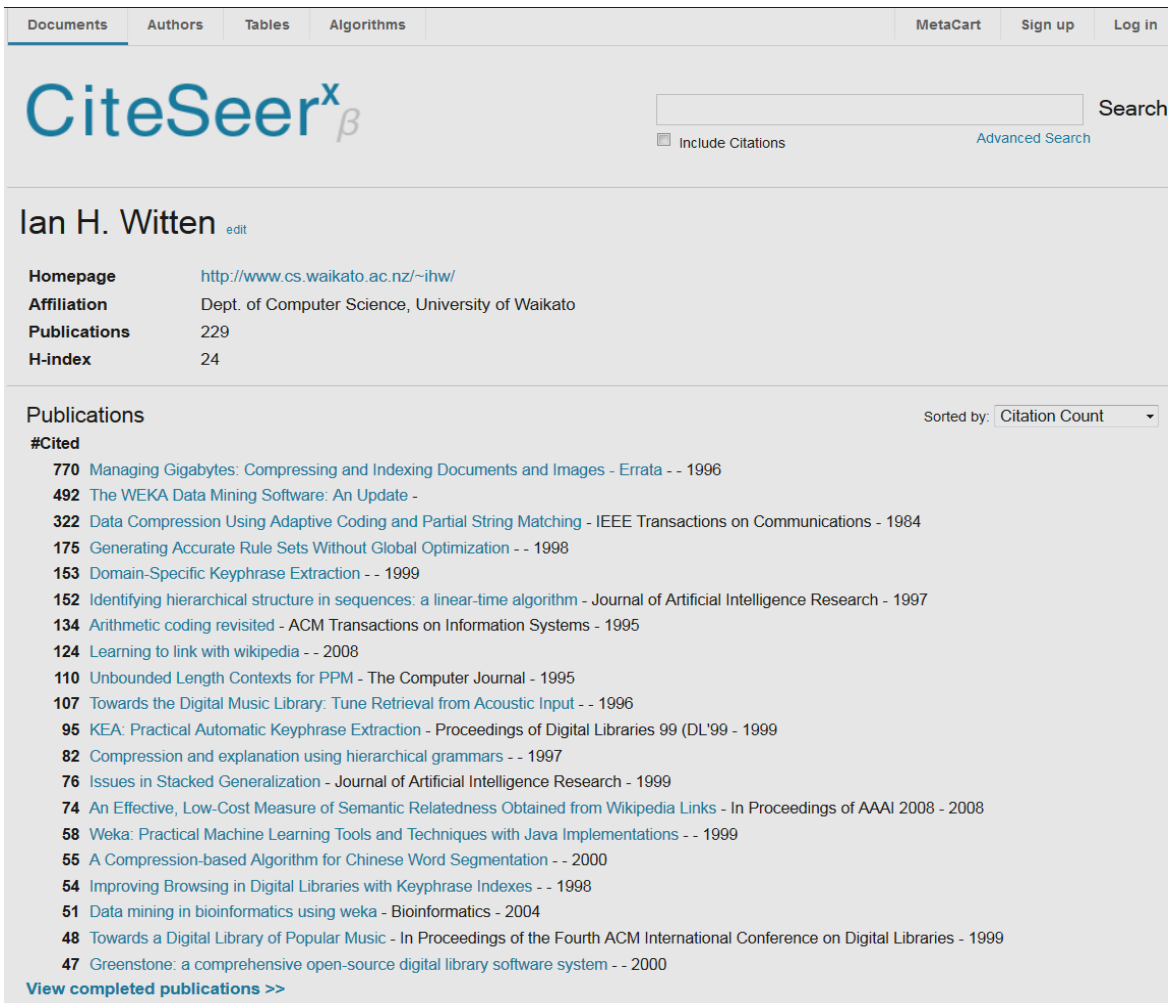 Documents Authors Tables Algorithms MetaCart Sign up Log in
CiteSeerxβ
Search
Include Citations Advanced Search
Ian H. Witten edit
Homepage http://www.cs.waikato.ac.nz/~ihw/
Affiliation Dept. of Computer Science, University of Waikato
Publications 229
H-index 24
Publications Sorted by: Citation Count
#Cited
770 Managing Gigabytes: Compressing and Indexing Documents and Images - Errata - - 1996
492 The WEKA Data Mining Software: An Update -
322 Data Compression Using Adaptive Coding and Partial String Matching - IEEE Transactions on Communications - 1984
175 Generating Accurate Rule Sets Without Global Optimization - - 1998
153 Domain-Specific Keyphrase Extraction - - 1999
152 Identifying hierarchical structure in sequences: a linear-time algorithm - Journal of Artificial Intelligence Research - 1997
134 Arithmetic coding revisited - ACM Transactions on Information Systems - 1995
124 Learning to link with wikipedia - - 2008
110 Unbounded Length Contexts for PPM - The Computer Journal - 1995
107 Towards the Digital Music Library: Tune Retrieval from Acoustic Input - - 1996
95 KEA: Practical Automatic Keyphrase Extraction - Proceedings of Digital Libraries 99 (DL'99 - 1999
82 Compression and explanation using hierarchical grammars - - 1997
76 Issues in Stacked Generalization - Journal of Artificial Intelligence Research - 1999
74 An Effective, Low-Cost Measure of Semantic Relatedness Obtained from Wikipedia Links - In Proceedings of AAAI 2008 - 2008
58 Weka: Practical Machine Learning Tools and Techniques with Java Implementations - - 1999
55 A Compression-based Algorithm for Chinese Word Segmentation - - 2000
54 Improving Browsing in Digital Libraries with Keyphrase Indexes - - 1998
51 Data mining in bioinformatics using weka - Bioinformatics - 2004
48 Towards a Digital Library of Popular Music - In Proceedings of the Fourth ACM International Conference on Digital Libraries - 1999
47 Greenstone: a comprehensive open-source digital library software system - - 2000
View completed publications >>